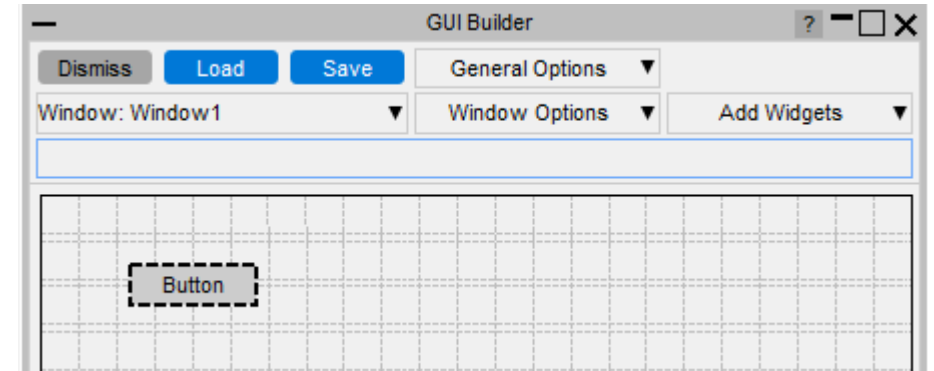 GUI Builder ?
Dismiss Load Save General Options ▼
Window: Window1 ▼ Window Options ▼ Add Widgets ▼
Button